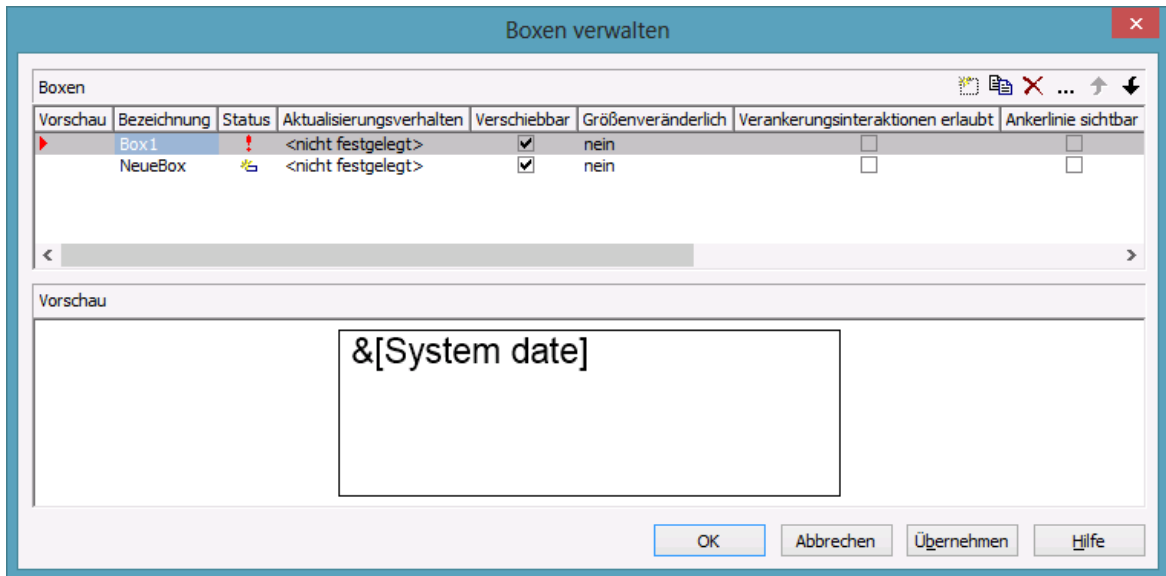 Boxen verwalten
Boxen
Vorschau Bezeichnung Status Aktualisierungsverhalten Verschiebbar Größenveränderlich Verankerungsinteraktionen erlaubt Ankerlinie sichtbar
Box1 <nicht festgelegt> nein
NeueBox <nicht festgelegt> nein
Vorschau
&[System date]
OK Abbrechen Übernehmen Hilfe